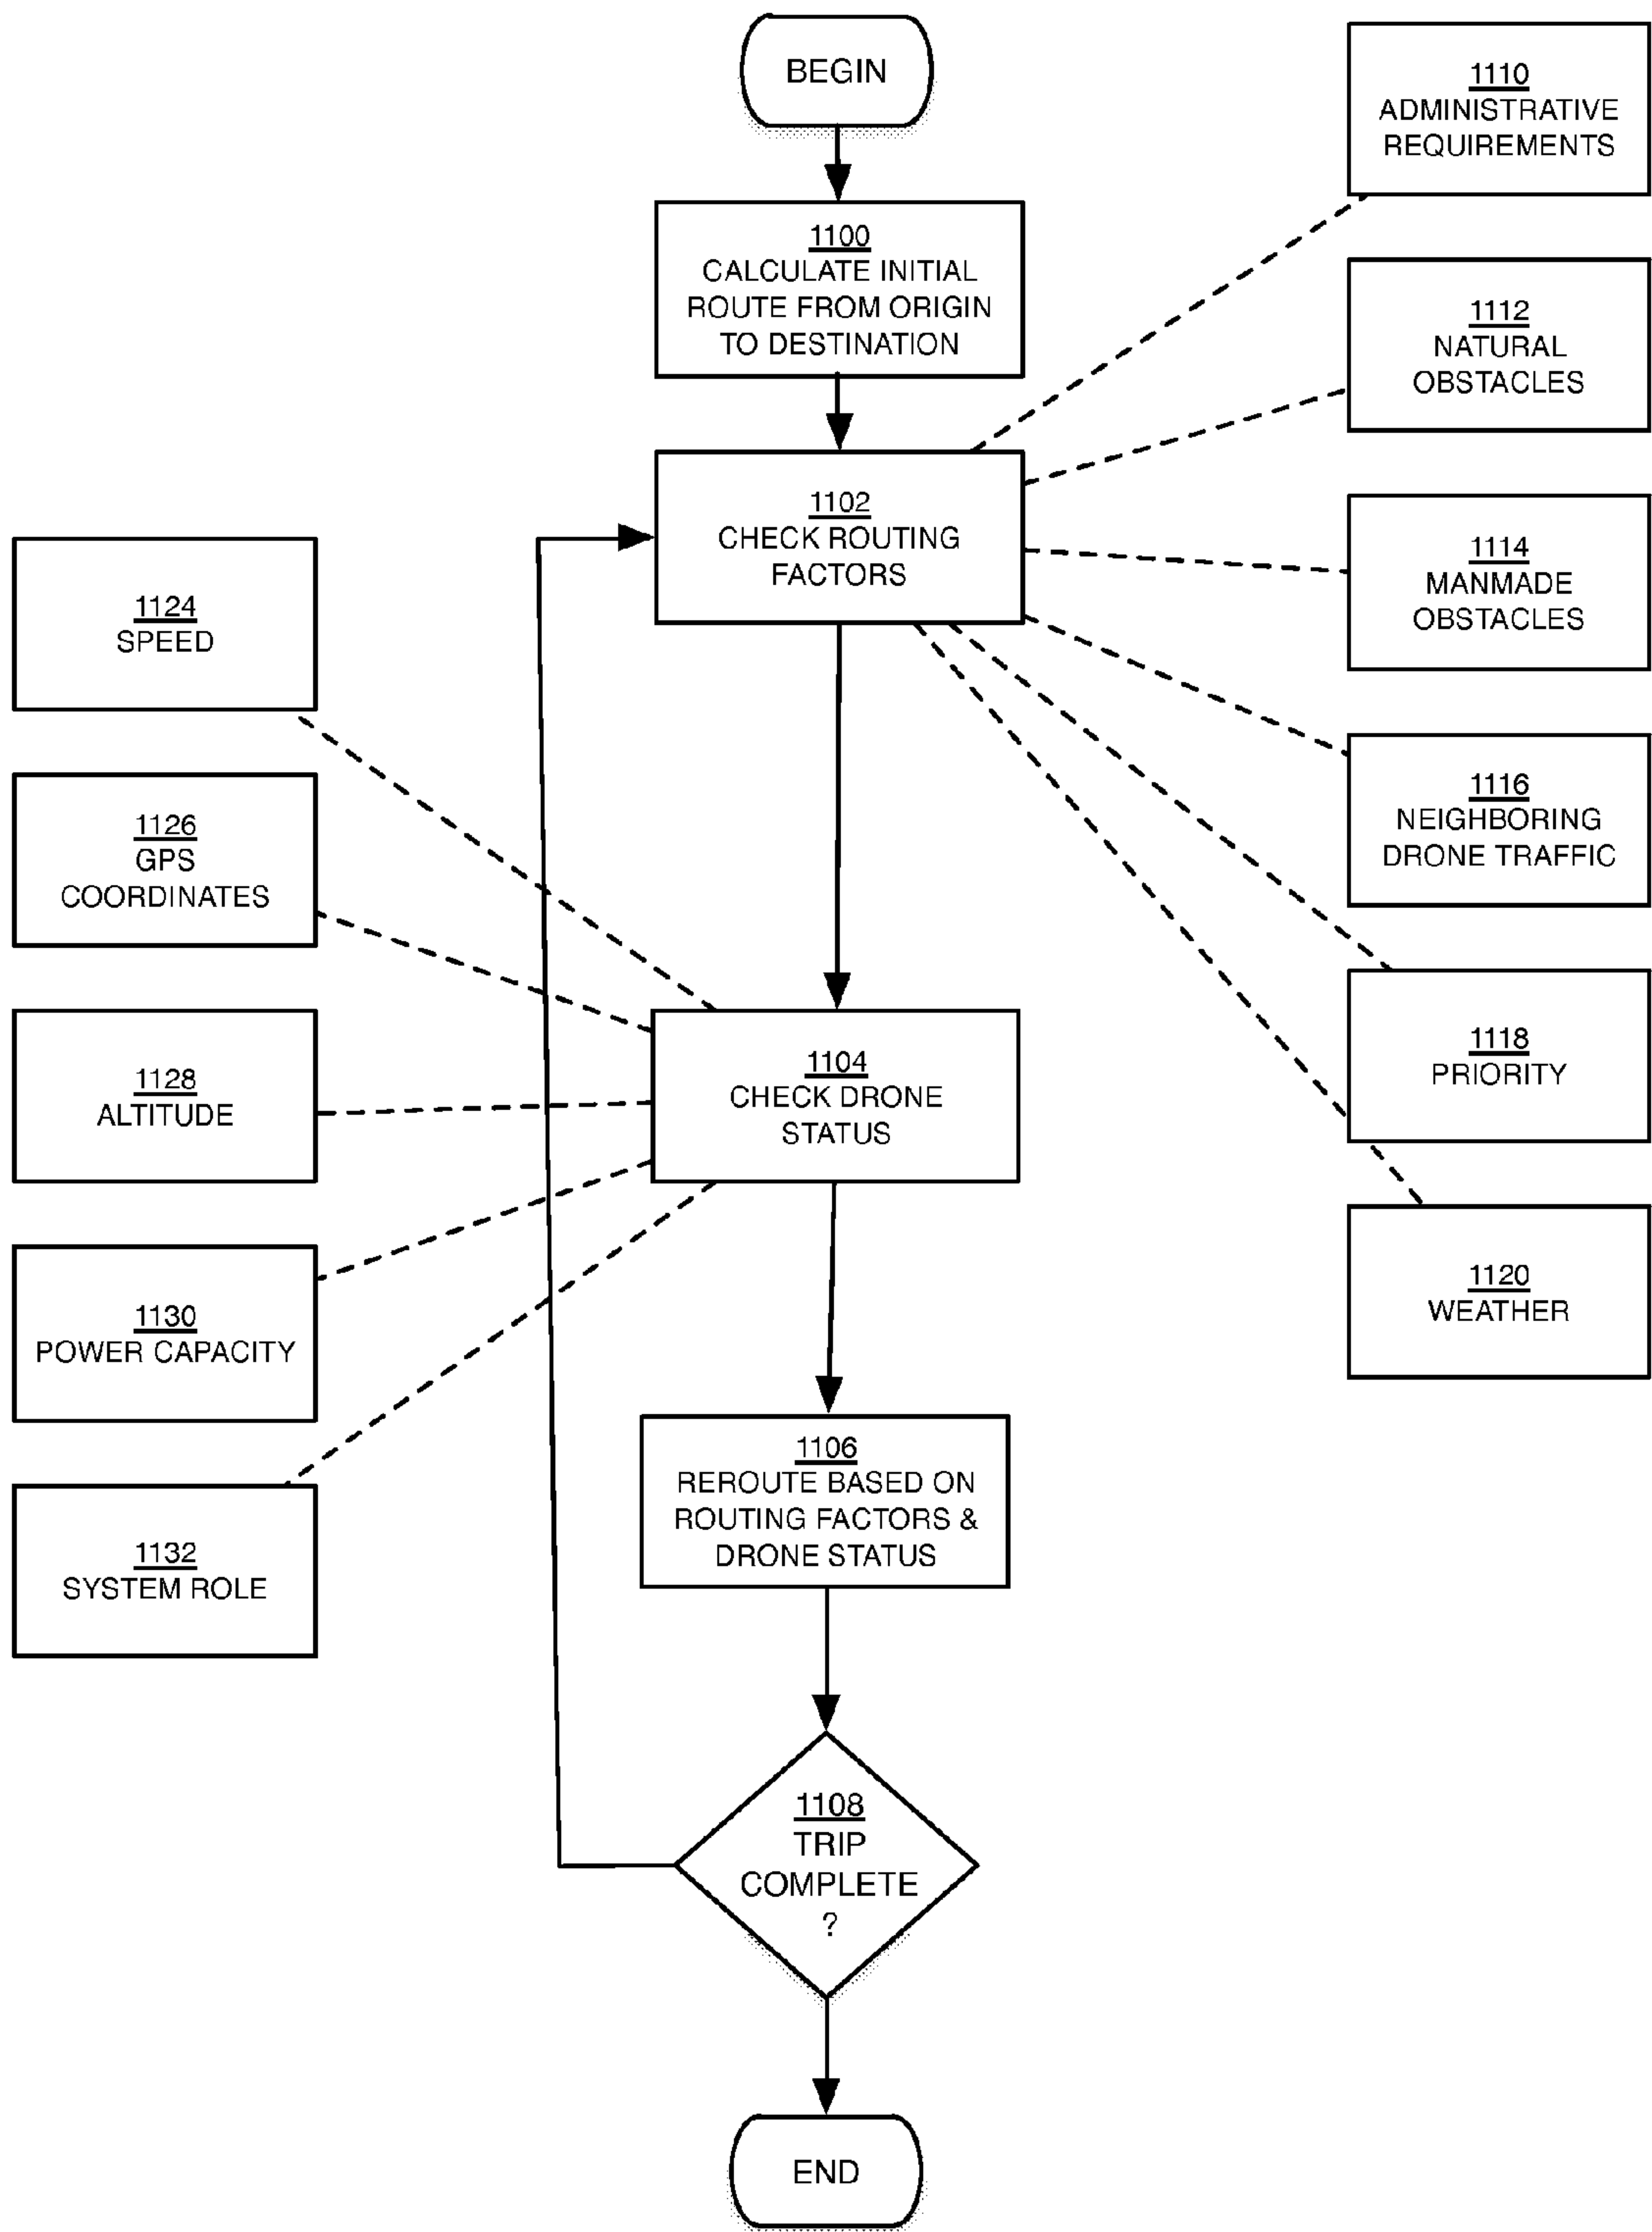 BEGIN
1100
CALCULATE INITIAL
ROUTE FROM ORIGIN
TO DESTINATION
1102
CHECK ROUTING
FACTORS
1104
CHECK DRONE
STATUS
1106
REROUTE BASED ON
ROUTING FACTORS &
DRONE STATUS
1108
TRIP
COMPLETE
?
END
1110
ADMINISTRATIVE
REQUIREMENTS
1112
NATURAL
OBSTACLES
1114
MANMADE
OBSTACLES
1116
NEIGHBORING
DRONE TRAFFIC
1118
PRIORITY
1120
WEATHER
1124
SPEED
1126
GPS
COORDINATES
1128
ALTITUDE
1130
POWER CAPACITY
1132
SYSTEM ROLE